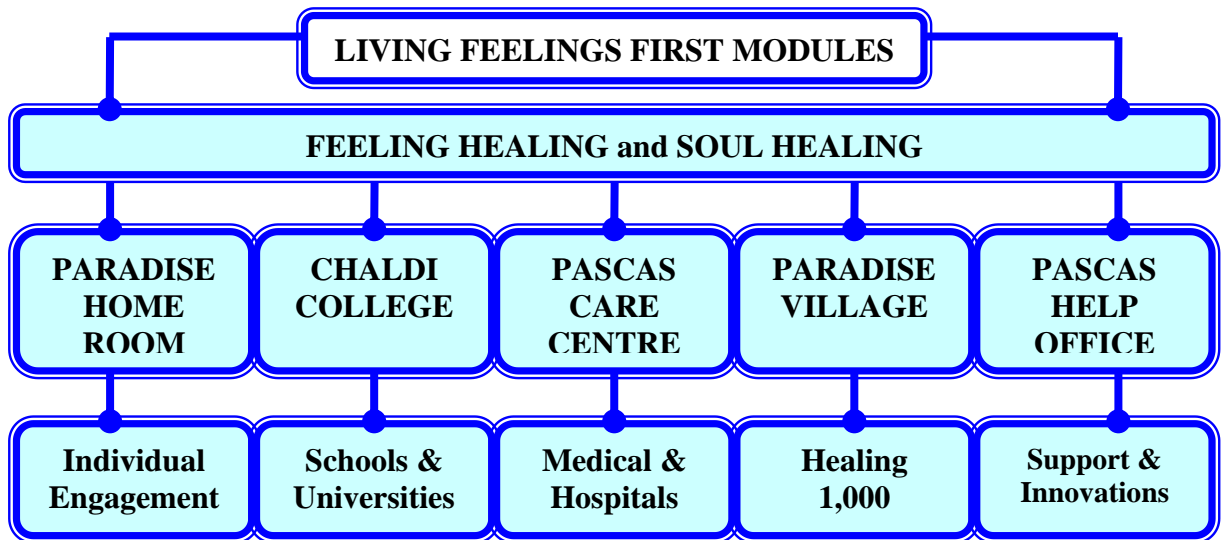 LIVING FEELINGS FIRST MODULES
FEELING HEALING and SOUL HEALING
PARADISE
HOME
ROOM
CHALDI
COLLEGE
PASCAS
CARE
CENTRE
PARADISE
VILLAGE
PASCAS
HELP
OFFICE
Individual
Engagement
Schools &
Universities
Medical &
Hospitals
Healing
1,000
Support &
Innovations